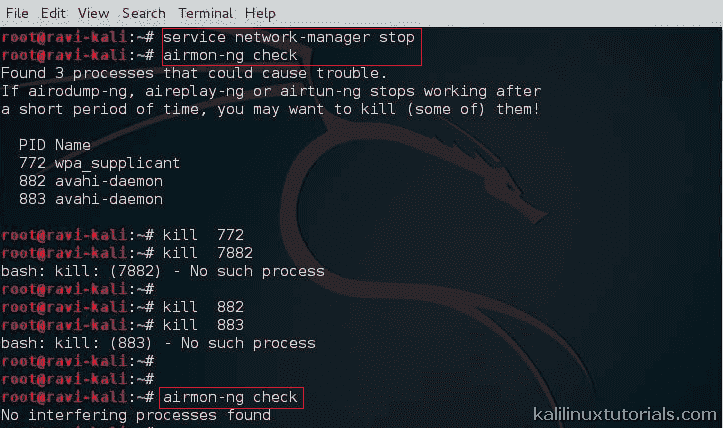 File Edit View Search Terminal Help
root@ravi-kali:~# service network-manager stop
root@ravi-kali:~# airmon-ng check
Found 3 processes that could cause trouble.
If airodump-ng, aireplay-ng or airtun-ng stops working after
a short period of time, you may want to kill (some of) them!
PID Name
772 wpa_supplicant
882 avahi-daemon
883 avahi-daemon
root@ravi-kali:~# kill  772
root@ravi-kali:~# kill  7882
bash: kill: (7882) - No such process
root@ravi-kali:~#
root@ravi-kali:~# kill  882
root@ravi-kali:~# kill  883
bash: kill: (883) - No such process
root@ravi-kali:~#
root@ravi-kali:~#
root@ravi-kali:~# airmon-ng check
No interfering processes found
kalilinuxtutorials.com